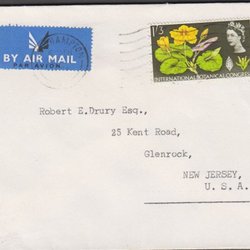 BY AIR MAIL
PAR AVION
1'3
INTERNATIONAL BOTANICAL CONGRESS
Robert E.Drury Esq.,
25 Kent Road,
Glenrock,
NEW JERSEY,
U. S. A